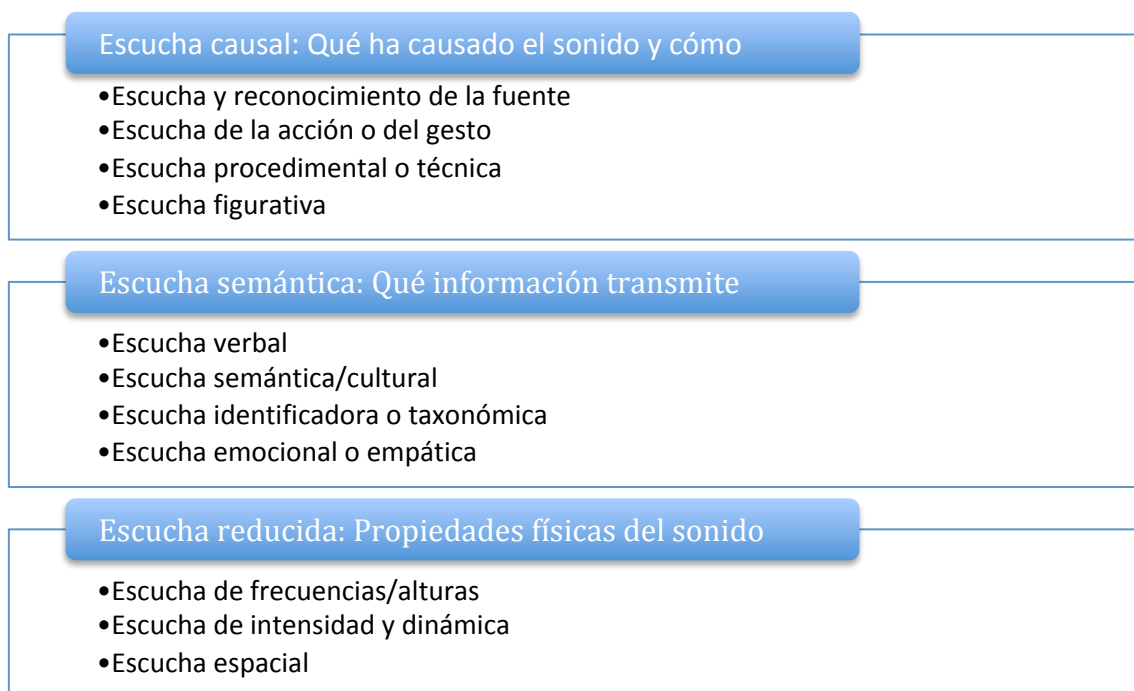 Escucha causal: Qué ha causado el sonido y cómo
•Escucha y reconocimiento de la fuente
•Escucha de la acción o del gesto
•Escucha procedimental o técnica
•Escucha figurativa
Escucha semántica: Qué información transmite
•Escucha verbal
•Escucha semántica/cultural
•Escucha identificadora o taxonómica
•Escucha emocional o empática
Escucha reducida: Propiedades físicas del sonido
•Escucha de frecuencias/alturas
•Escucha de intensidad y dinámica
•Escucha espacial